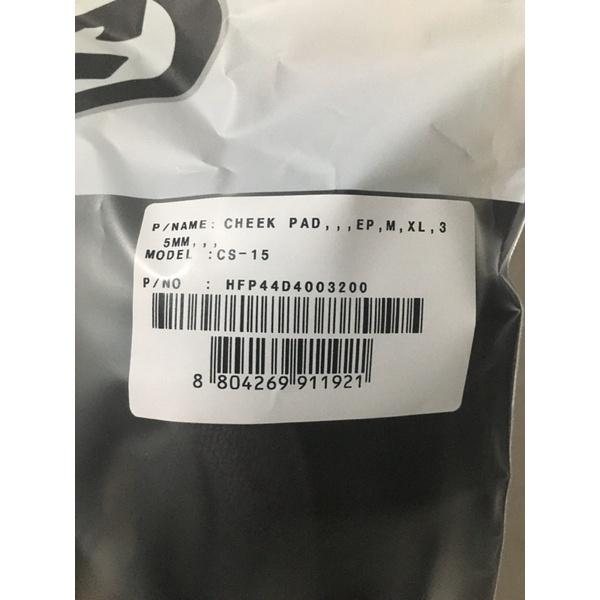 P/NAME: CHEEK PAD,,,EP,M,XL,3
5MM,,,
MODEL :CS-15
P/NO : HFP44D4003200
8 804269 911921